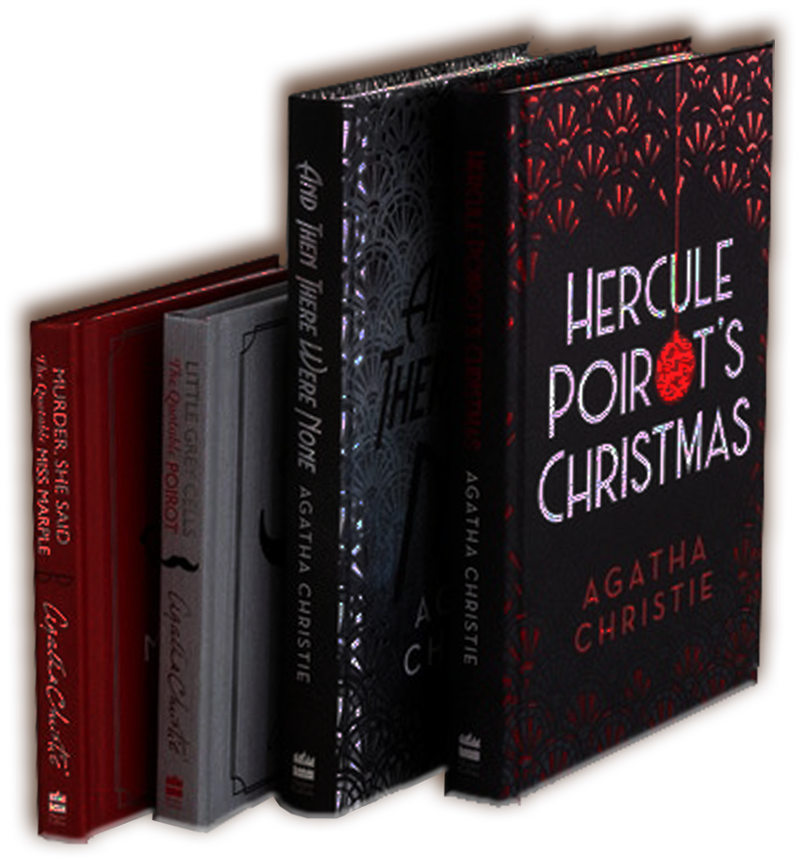 MURDER, SHE SAID
The Quotable MISS MARPLE
Agatha Christie
LITTLE GREY CELLS
The Quotable POIROT
Agatha Christie
AND THEN THERE WERE NONE AGATHA CHRISTIE
HERCULE POIROT'S CHRISTMAS AGATHA CHRISTIE
HERCULE
POIROT'S
CHRISTMAS
AGATHA
CHRISTIE